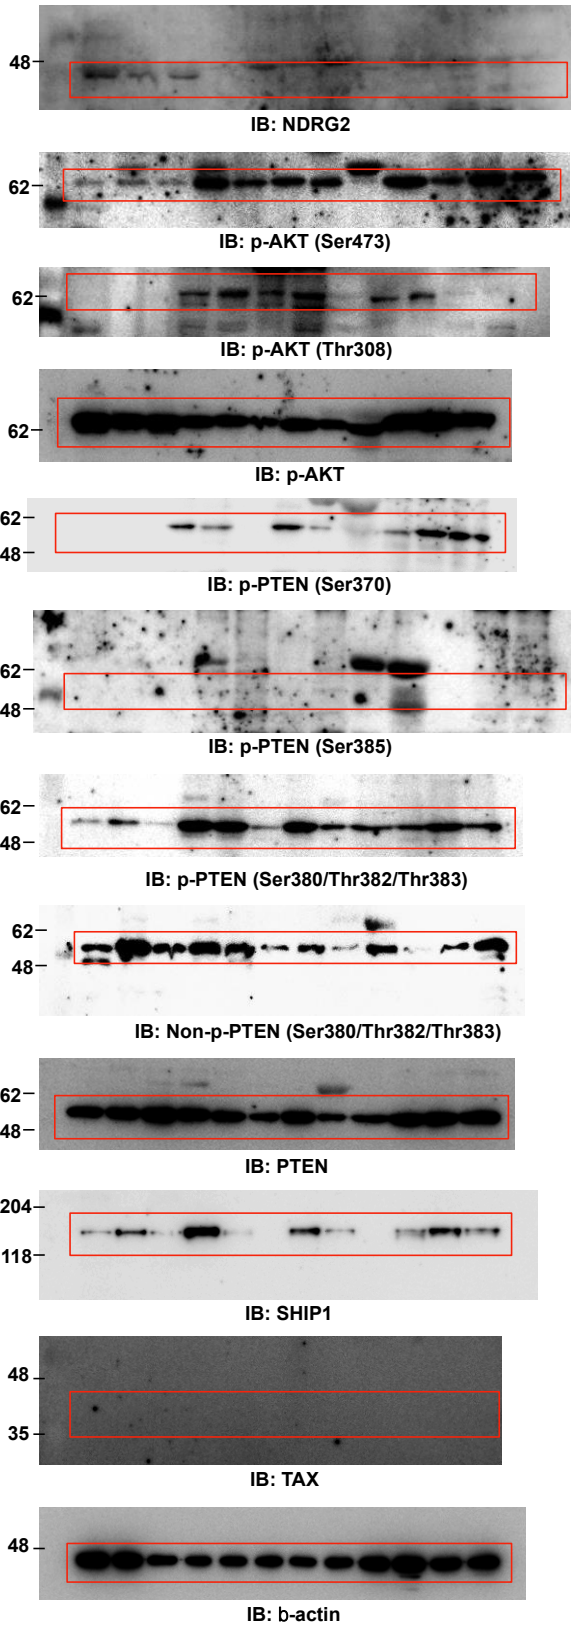 48
IB: NDRG2
62
IB: p-AKT (Ser473)
62
IB: p-AKT (Thr308)
62
IB: p-AKT
62
48
IB: p-PTEN (Ser370)
62
48
IB: p-PTEN (Ser385)
62
48
IB: p-PTEN (Ser380/Thr382/Thr383)
62
48
IB: Non-p-PTEN (Ser380/Thr382/Thr383)
62
48
IB: PTEN
204
118
IB: SHIP1
48
35
IB: TAX
48
IB: b-actin